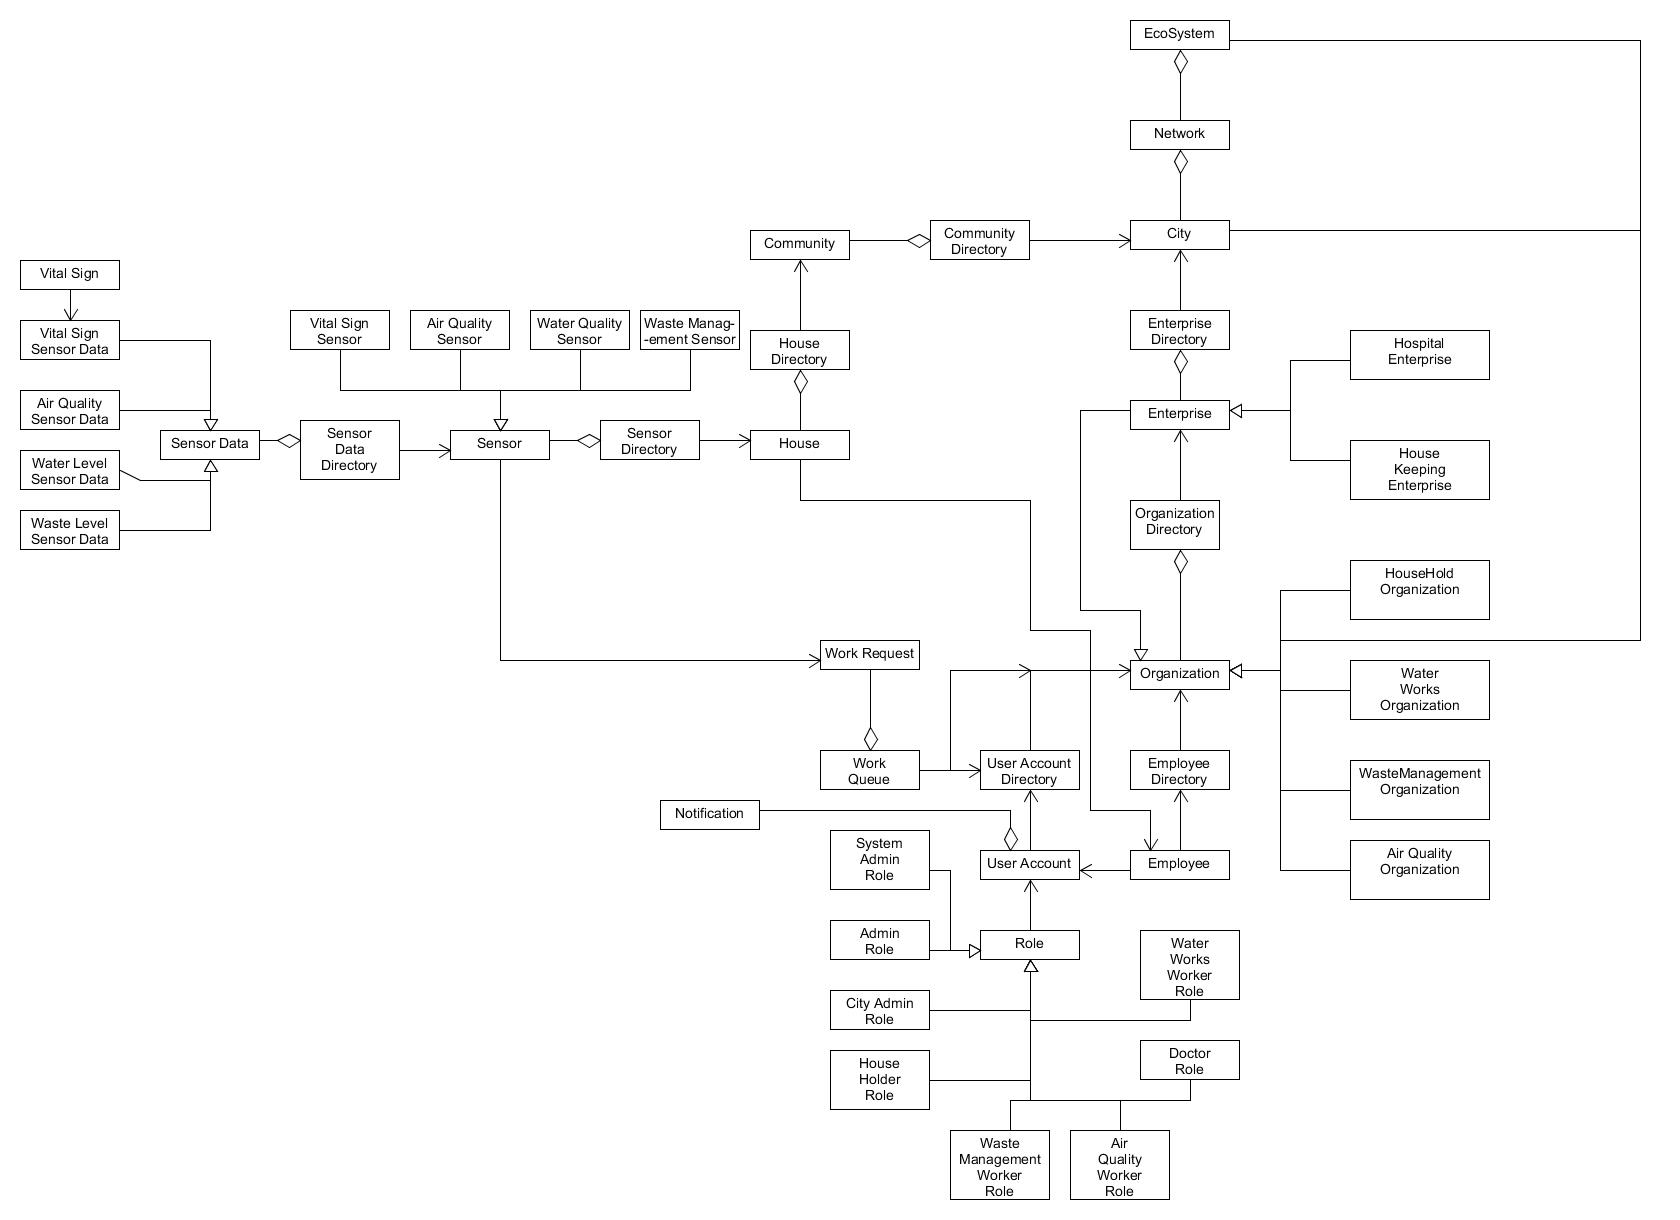 EcoSystem
Network
City
Community
Directory
Community
Vital Sign
Vital Sign
Sensor Data
Vital Sign
Sensor
Air Quality
Sensor
Water Quality
Sensor
Waste Manag-
-ement Sensor
House
Directory
Enterprise
Directory
Hospital
Enterprise
Air Quality
Sensor Data
Sensor Data
Sensor
Data
Directory
Sensor
Sensor
Directory
House
Enterprise
House
Keeping
Enterprise
Water Level
Sensor Data
Waste Level
Sensor Data
Organization
Directory
HouseHold
Organization
Work Request
Organization
Water
Works
Organization
Work
Queue
User Account
Directory
Employee
Directory
WasteManagement
Organization
Notification
System
Admin
Role
User Account
Employee
Air Quality
Organization
Admin
Role
Role
Water
Works
Worker
Role
City Admin
Role
House
Holder
Role
Doctor
Role
Waste
Management
Worker
Role
Air
Quality
Worker
Role